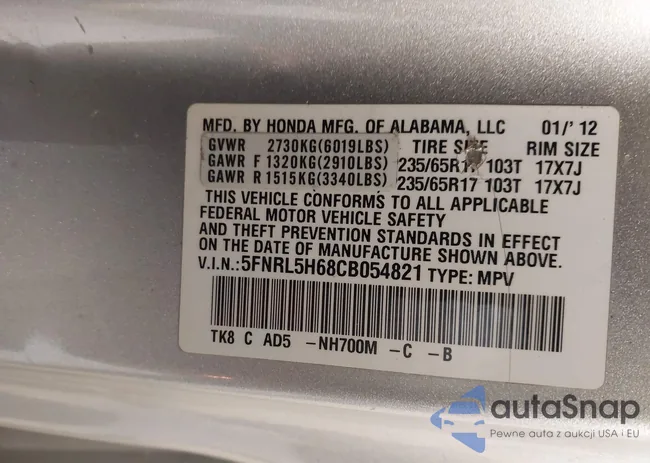 MFD. BY HONDA MFG. OF ALABAMA, LLC 01/'12
GVWR 2730KG(6019LBS) TIRE SIZE RIM SIZE
GAWR F 1320KG(2910LBS) 235/65R17 103T 17X7J
GAWR R 1515KG(3340LBS) 235/65R17 103T 17X7J
THIS VEHICLE CONFORMS TO ALL APPLICABLE
FEDERAL MOTOR VEHICLE SAFETY
AND THEFT PREVENTION STANDARDS IN EFFECT
ON THE DATE OF MANUFACTURE SHOWN ABOVE.
V.I.N.:5FNRL5H68CB054821 TYPE: MPV
TK8 C AD5 -NH700M -C -B
autaSnap
Pewne auta z aukcji USA i EU